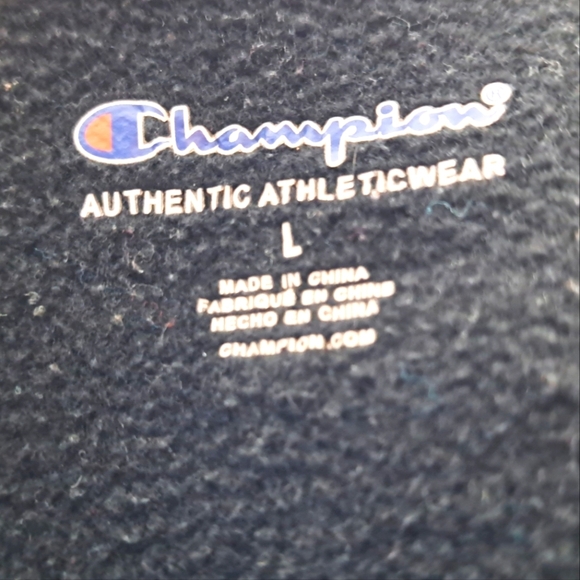 Champion
AUTHENTIC ATHLETICWEAR
L
MADE IN CHINA
FABRIQUÉ EN CHINE
HECHO EN CHINA
CHAMPION.COM